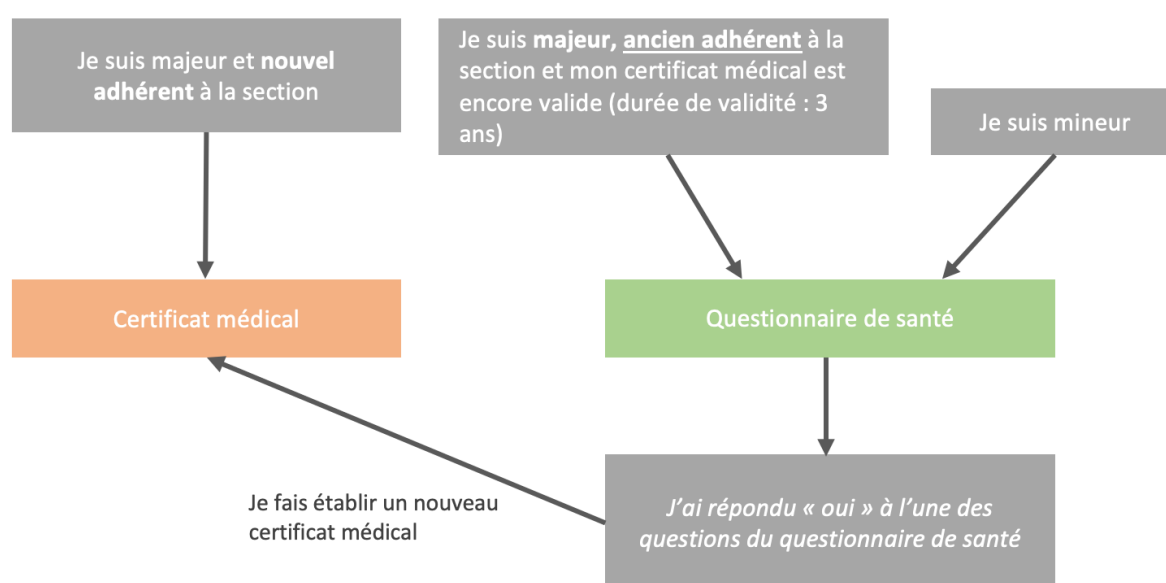 Je suis majeur et nouvel
adhérent à la section
Je suis majeur, ancien adhérent à la
section et mon certificat médical est
encore valide (durée de validité : 3
ans)
Je suis mineur
Certificat médical
Questionnaire de santé
Je fais établir un nouveau
certificat médical
J’ai répondu « oui » à l’une des
questions du questionnaire de santé